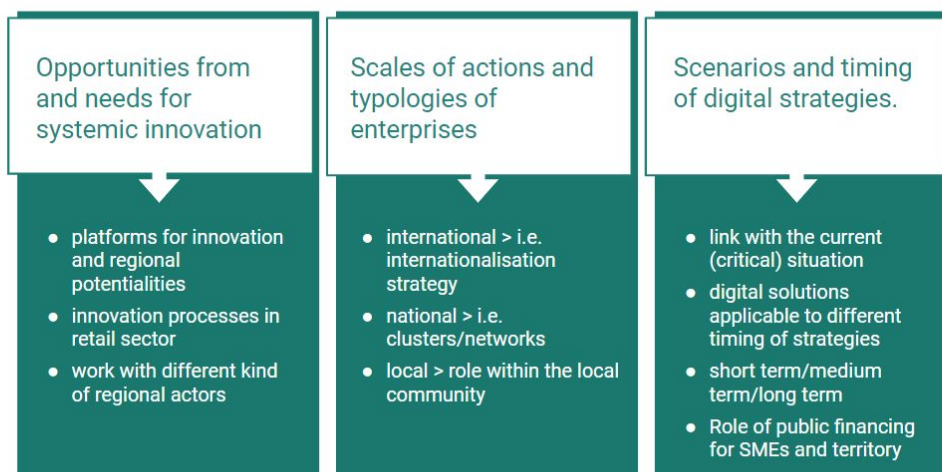 Opportunities from
and needs for
systemic innovation
● platforms for innovation
and regional
potentialities
● innovation processes in
retail sector
● work with different kind
of regional actors
Scales of actions and
typologies of
enterprises
● international > i.e.
internationalisation
strategy
● national > i.e.
clusters/networks
● local > role within the local
community
Scenarios and timing
of digital strategies.
● link with the current
(critical) situation
● digital solutions
applicable to different
timing of strategies
● short term/medium
term/long term
● Role of public financing
for SMEs and territory